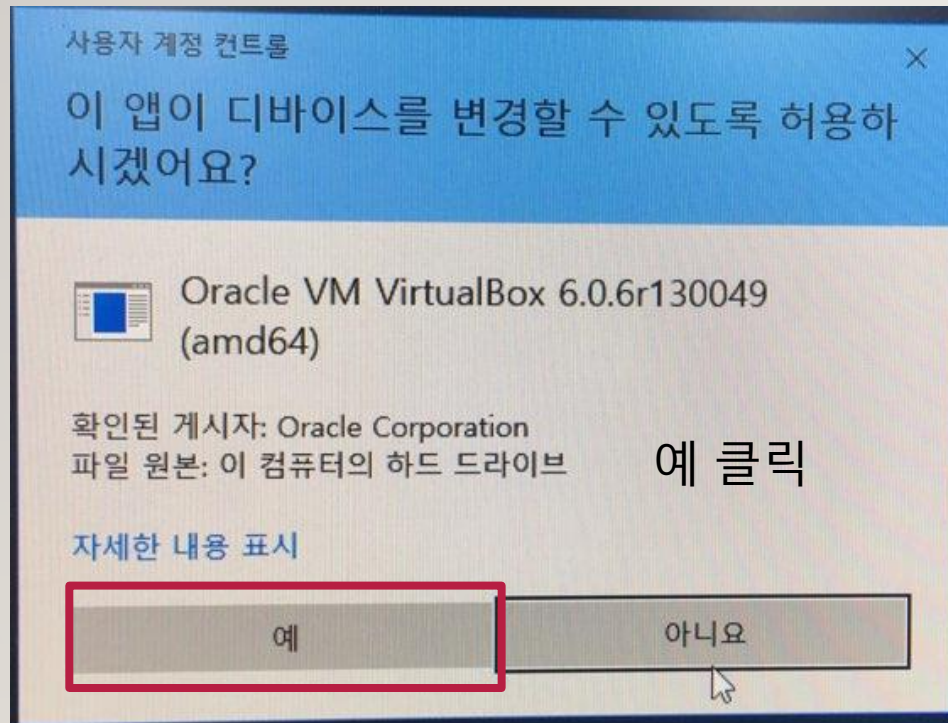 사용자 계정 컨트롤
이 앱이 디바이스를 변경할 수 있도록 허용하
시겠어요?
Oracle VM VirtualBox 6.0.6r130049
(amd64)
확인된 게시자: Oracle Corporation
파일 원본: 이 컴퓨터의 하드 드라이브
예 클릭
자세한 내용 표시
예
아니요